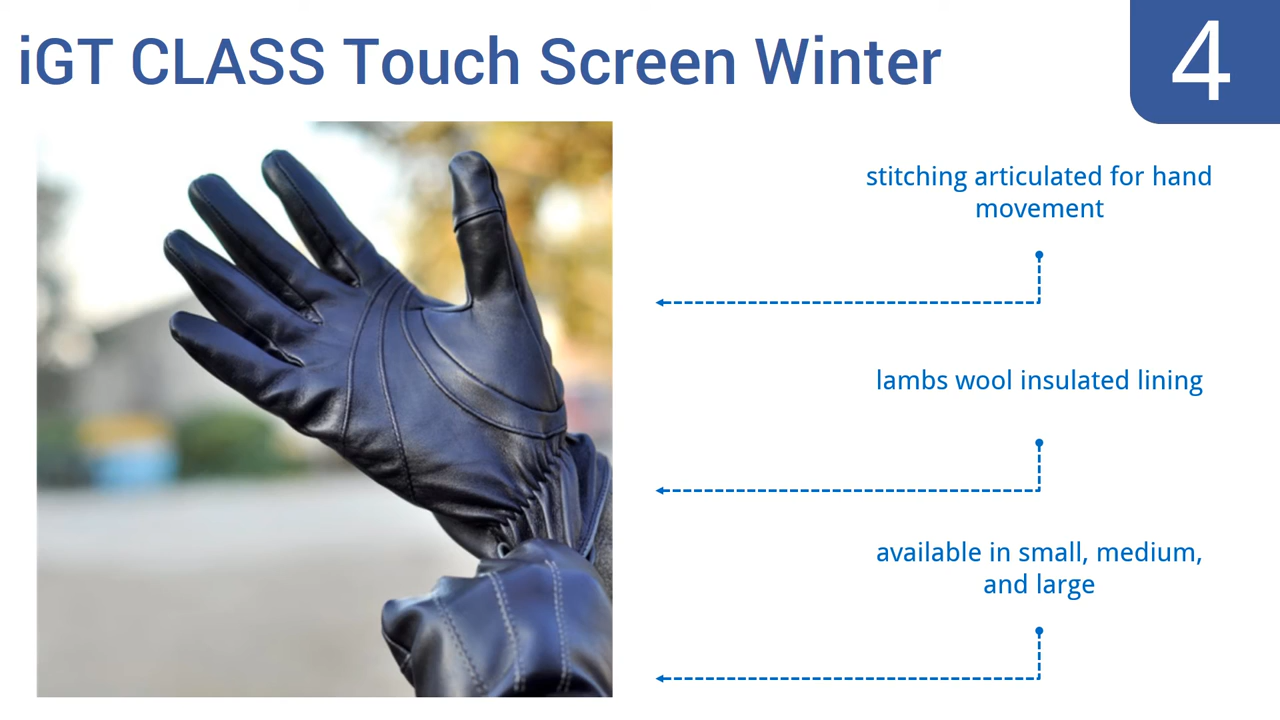 iGT CLASS Touch Screen Winter
4
stitching articulated for hand
movement
lambs wool insulated lining
available in small, medium,
and large